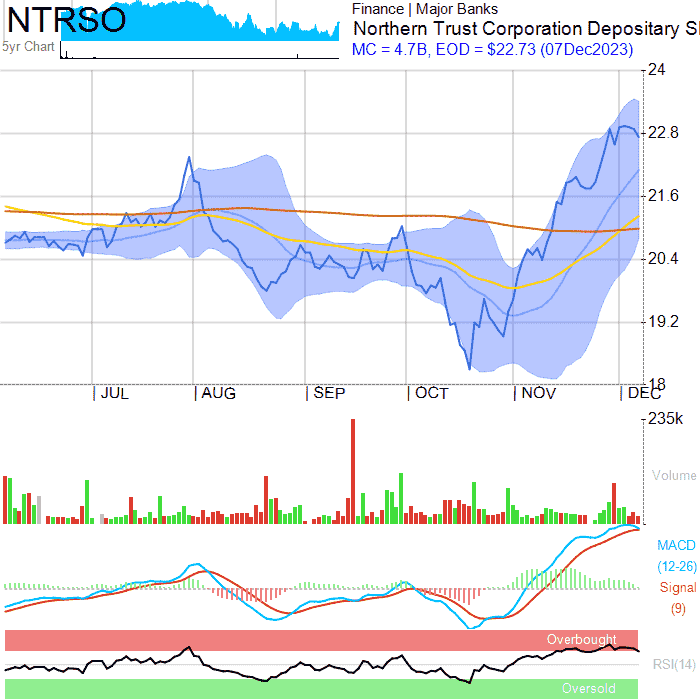 NTRSO
5yr Chart
Finance | Major Banks
Northern Trust Corporation Depositary S
MC = 4.7B, EOD = $22.73 (07Dec2023)
24
22.8
21.6
20.4
19.2
18
JUL AUG SEP OCT NOV DEC
235k
Volume
MACD
(12-26)
Signal
(9)
Overbought
RSI(14)
Oversold